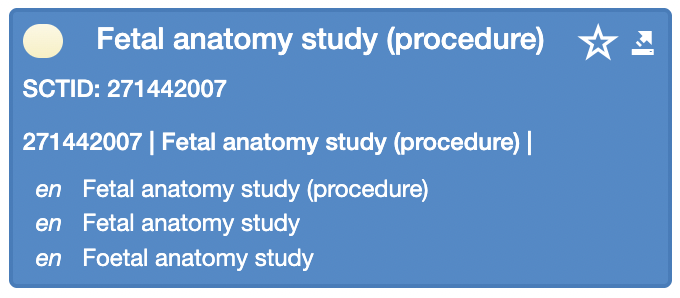 Fetal anatomy study (procedure)
SCTID: 271442007
271442007 | Fetal anatomy study (procedure) |
en Fetal anatomy study (procedure)
en Fetal anatomy study
en Foetal anatomy study